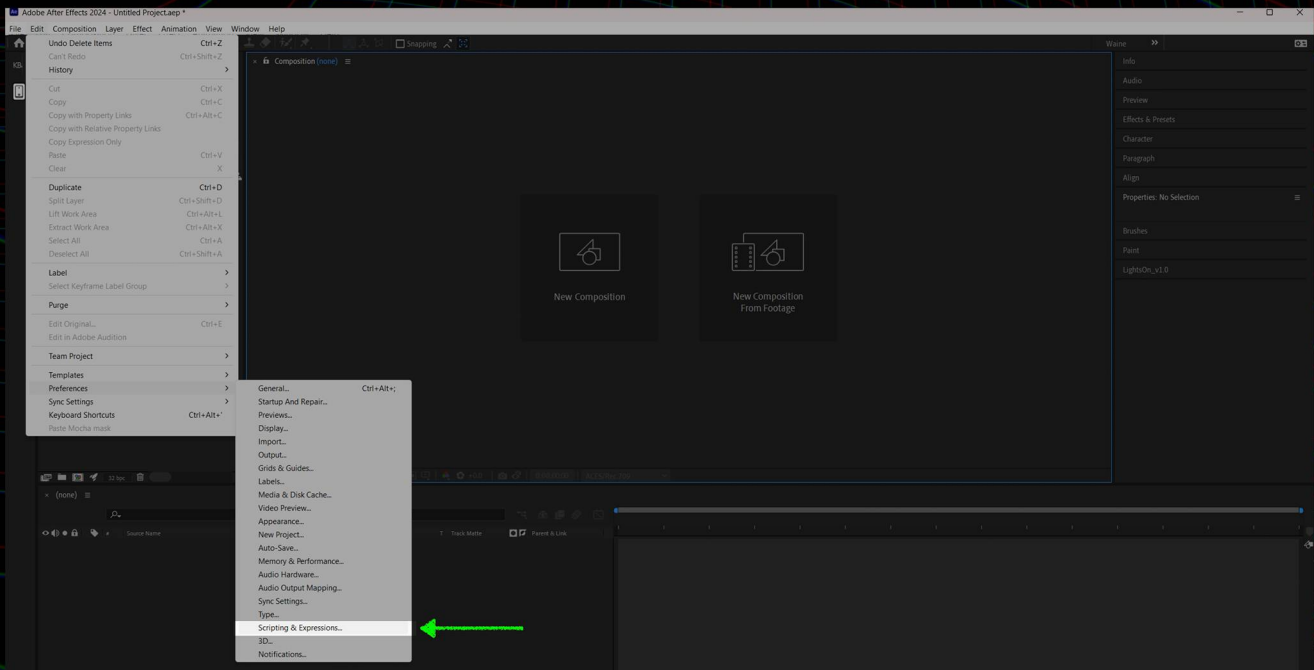 Adobe After Effects 2024 - Untitled Project.aep *
File Edit Composition Layer Effect Animation View Window Help
Snapping
Waine
Undo Delete Items Ctrl+Z
Can't Redo Ctrl+Shift+Z
History
Cut Ctrl+X
Copy Ctrl+C
Copy with Property Links Ctrl+Alt+C
Copy with Relative Property Links
Copy Expression Only
Paste Ctrl+V
Clear X
Duplicate Ctrl+D
Split Layer Ctrl+Shift+D
Lift Work Area Ctrl+Alt+L
Extract Work Area Ctrl+Alt+X
Select All Ctrl+A
Deselect All Ctrl+Shift+A
Label
Select Keyframe Label Group
Purge
Edit Original... Ctrl+E
Edit in Adobe Audition
Team Project
Templates
Preferences
Sync Settings
Keyboard Shortcuts Ctrl+Alt+'
Paste Mocha mask
General... Ctrl+Alt+;
Startup And Repair...
Previews...
Display...
Import...
Output...
Grids & Guides...
Labels...
Media & Disk Cache...
Video Preview...
Appearance...
New Project...
Auto-Save...
Memory & Performance...
Audio Hardware...
Audio Output Mapping...
Sync Settings...
Type...
Scripting & Expressions...
3D...
Notifications...
Composition (none)
New Composition
New Composition
From Footage
Info
Audio
Preview
Effects & Presets
Character
Paragraph
Align
Properties: No Selection
Brushes
Paint
LightsOn_v1.0
32 bpc
(none)
# Source Name
T Track Matte Parent & Link